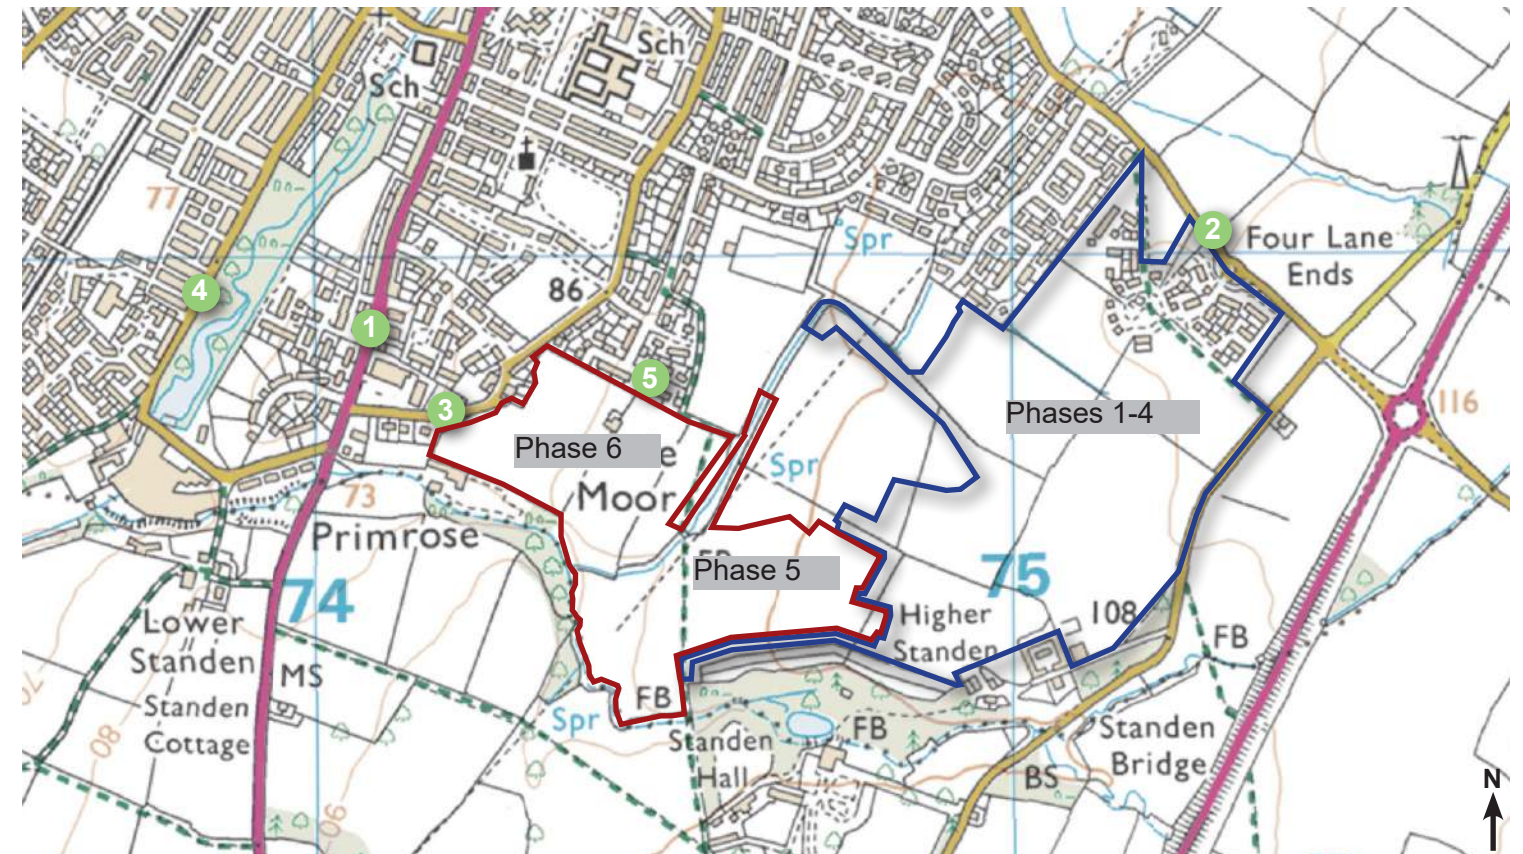 Sch
Sch
77
Spr
2
Four Lane
Ends
4
86
1
5
3
116
Phases 1-4
Phase 6
e
Moor
Spr
73
Primrose
Phase 5
75
74
Higher
Standen
108
Lower
Standen
MS
FB
FB
Standen
Cottage
Spr
Standen
Hall
FB
Standen
Bridge
BS
80
90
N